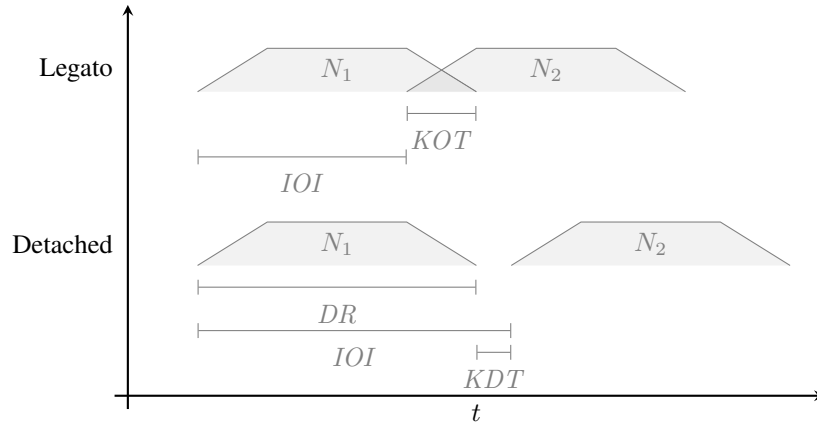 Legato
N₁ N₂
KOT
IOI
Detached
N₁ N₂
DR
IOI
KDT
t